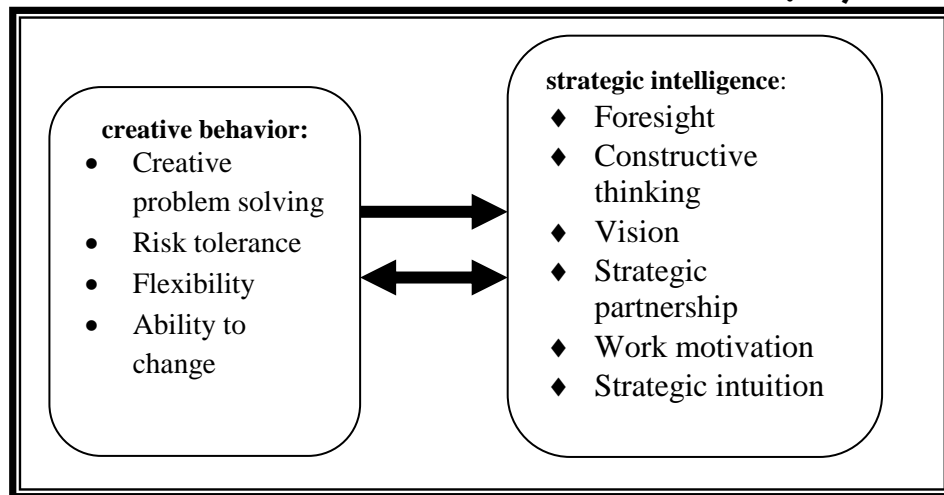 creative behavior:
• Creative
problem solving
• Risk tolerance
• Flexibility
• Ability to
change
strategic intelligence:
♦ Foresight
♦ Constructive
thinking
♦ Vision
♦ Strategic
partnership
♦ Work motivation
♦ Strategic intuition